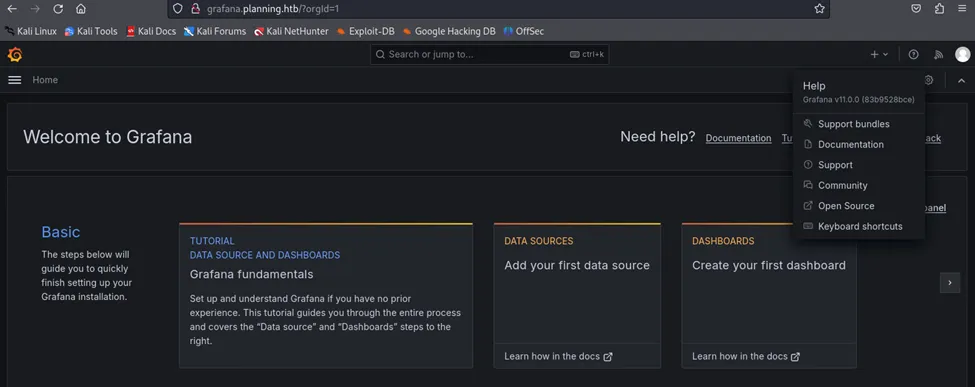 grafana.planning.htb/?orgId=1
Kali Linux Kali Tools Kali Docs Kali Forums Kali NetHunter Exploit-DB Google Hacking DB OffSec
Search or jump to... ctrl+k
Home
Help
Grafana v11.0.0 (83b9528bce)
Support bundles
Documentation
Support
Community
Open Source
Keyboard shortcuts
Welcome to Grafana
Need help? Documentation Tu ack
panel
Basic
The steps below will
guide you to quickly
finish setting up your
Grafana installation.
TUTORIAL
DATA SOURCE AND DASHBOARDS
Grafana fundamentals
Set up and understand Grafana if you have no prior
experience. This tutorial guides you through the entire process
and covers the “Data source” and “Dashboards” steps to the
right.
DATA SOURCES
Add your first data source
Learn how in the docs
DASHBOARDS
Create your first dashboard
Learn how in the docs